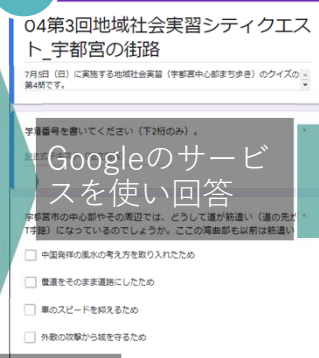 04第3回地域社会実習シティクエス
ト_宇都宮の街路
7月5日（日）に実施する地域社会実習（宇都宮中心部まち歩き）のクイズの
第4問です。
学番号を書いてください（下2桁のみ）。
Googleのサービ
スを使い回答
宇都宮市の中心部やその周辺では、どうして道が筋違い（道の先が
T字路）になっているのでしょうか。ここの湾曲部も以前は筋違い
中国発祥の風水の考え方を取り入れたため
農道をそのまま道路にしたため
車のスピードを抑えるため
外敵の攻撃から城を守るため